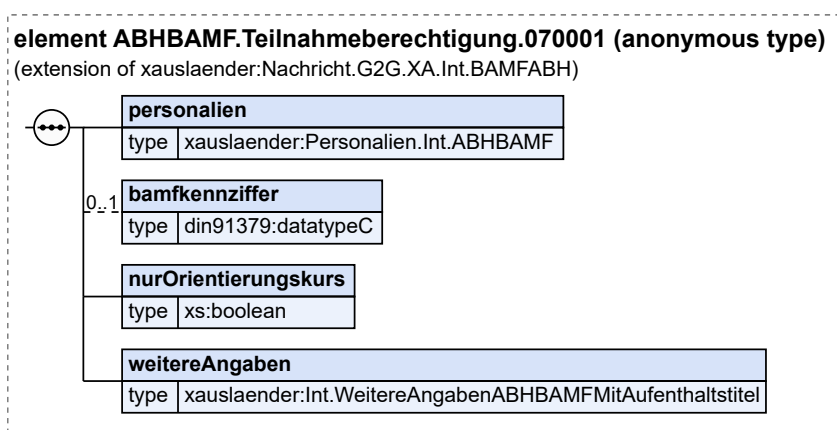 element ABHBAMF.Teilnahmeberechtigung.070001 (anonymous type)
(extension of xauslaender:Nachricht.G2G.XA.Int.BAMFABH)
personalien
type xauslaender:Personalien.Int.ABHBAMF
0..1
bamfkennziffer
type din91379:datatypeC
nurOrientierungskurs
type xs:boolean
weitereAngaben
type xauslaender:Int.WeitereAngabenABHBAMFMitAufenthaltstitel